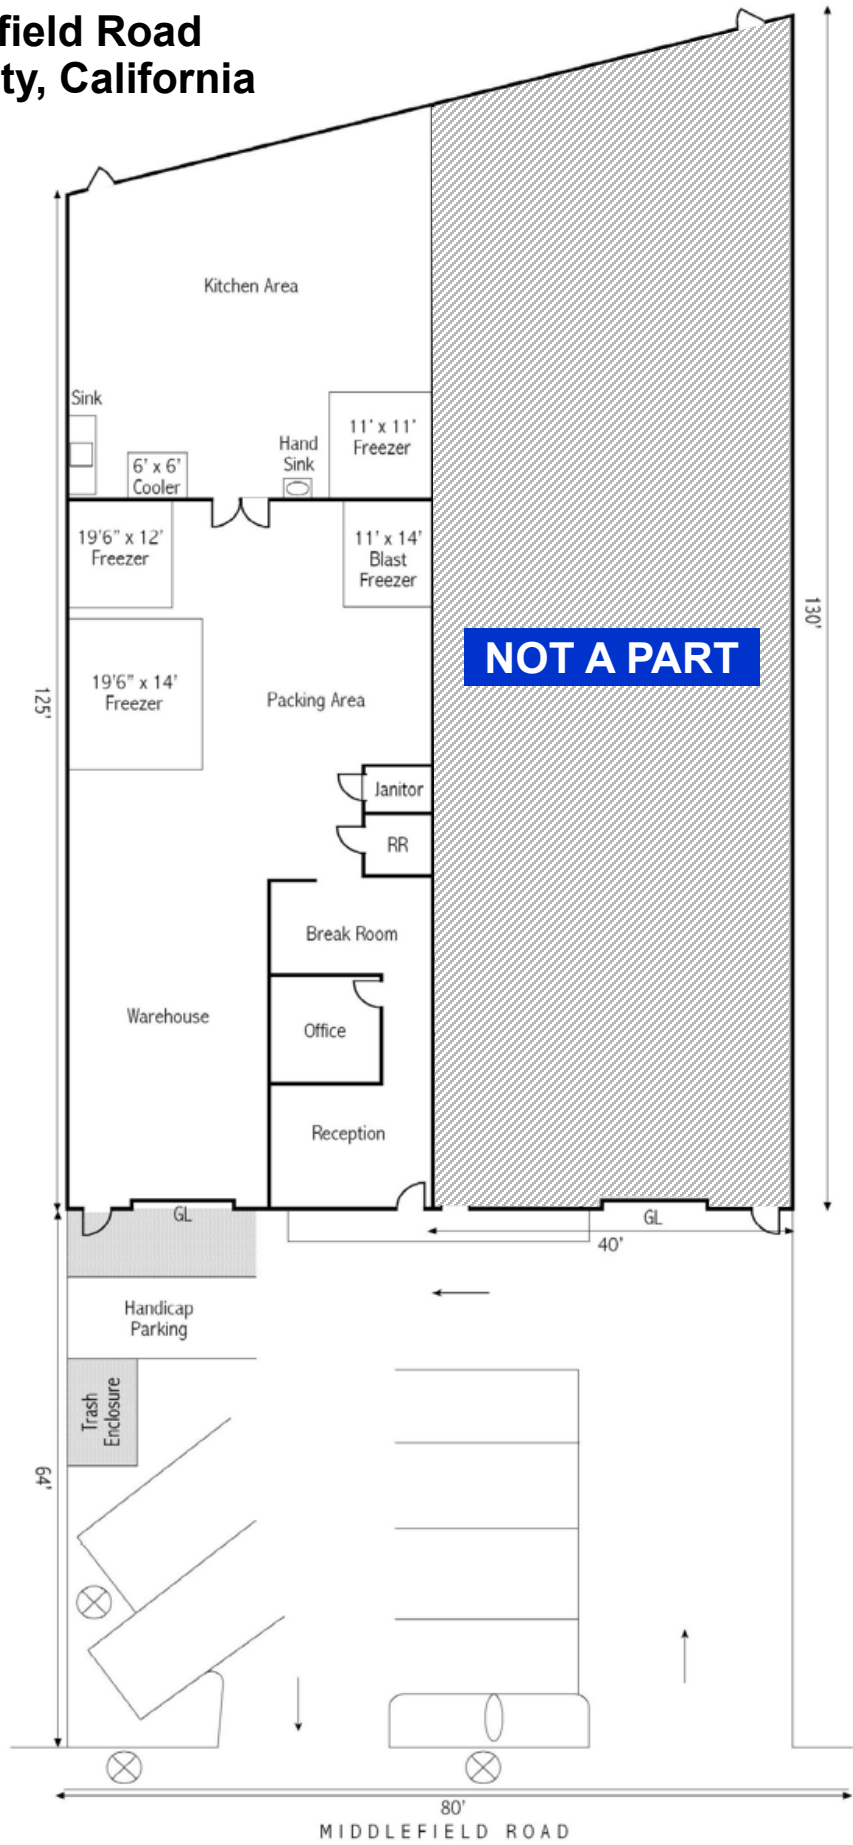 field Road
ty, California
Kitchen Area
Sink
11' x 11'
Freezer
Hand
Sink
6' x 6'
Cooler
19'6" x 12'
Freezer
11' x 14'
Blast
Freezer
130'
NOT A PART
19'6" x 14'
Freezer
Packing Area
125'
Janitor
RR
Break Room
Warehouse
Office
Reception
GL
GL
40'
Handicap
Parking
Trash
Enclosure
64'
80'
MIDDLEFIELD ROAD